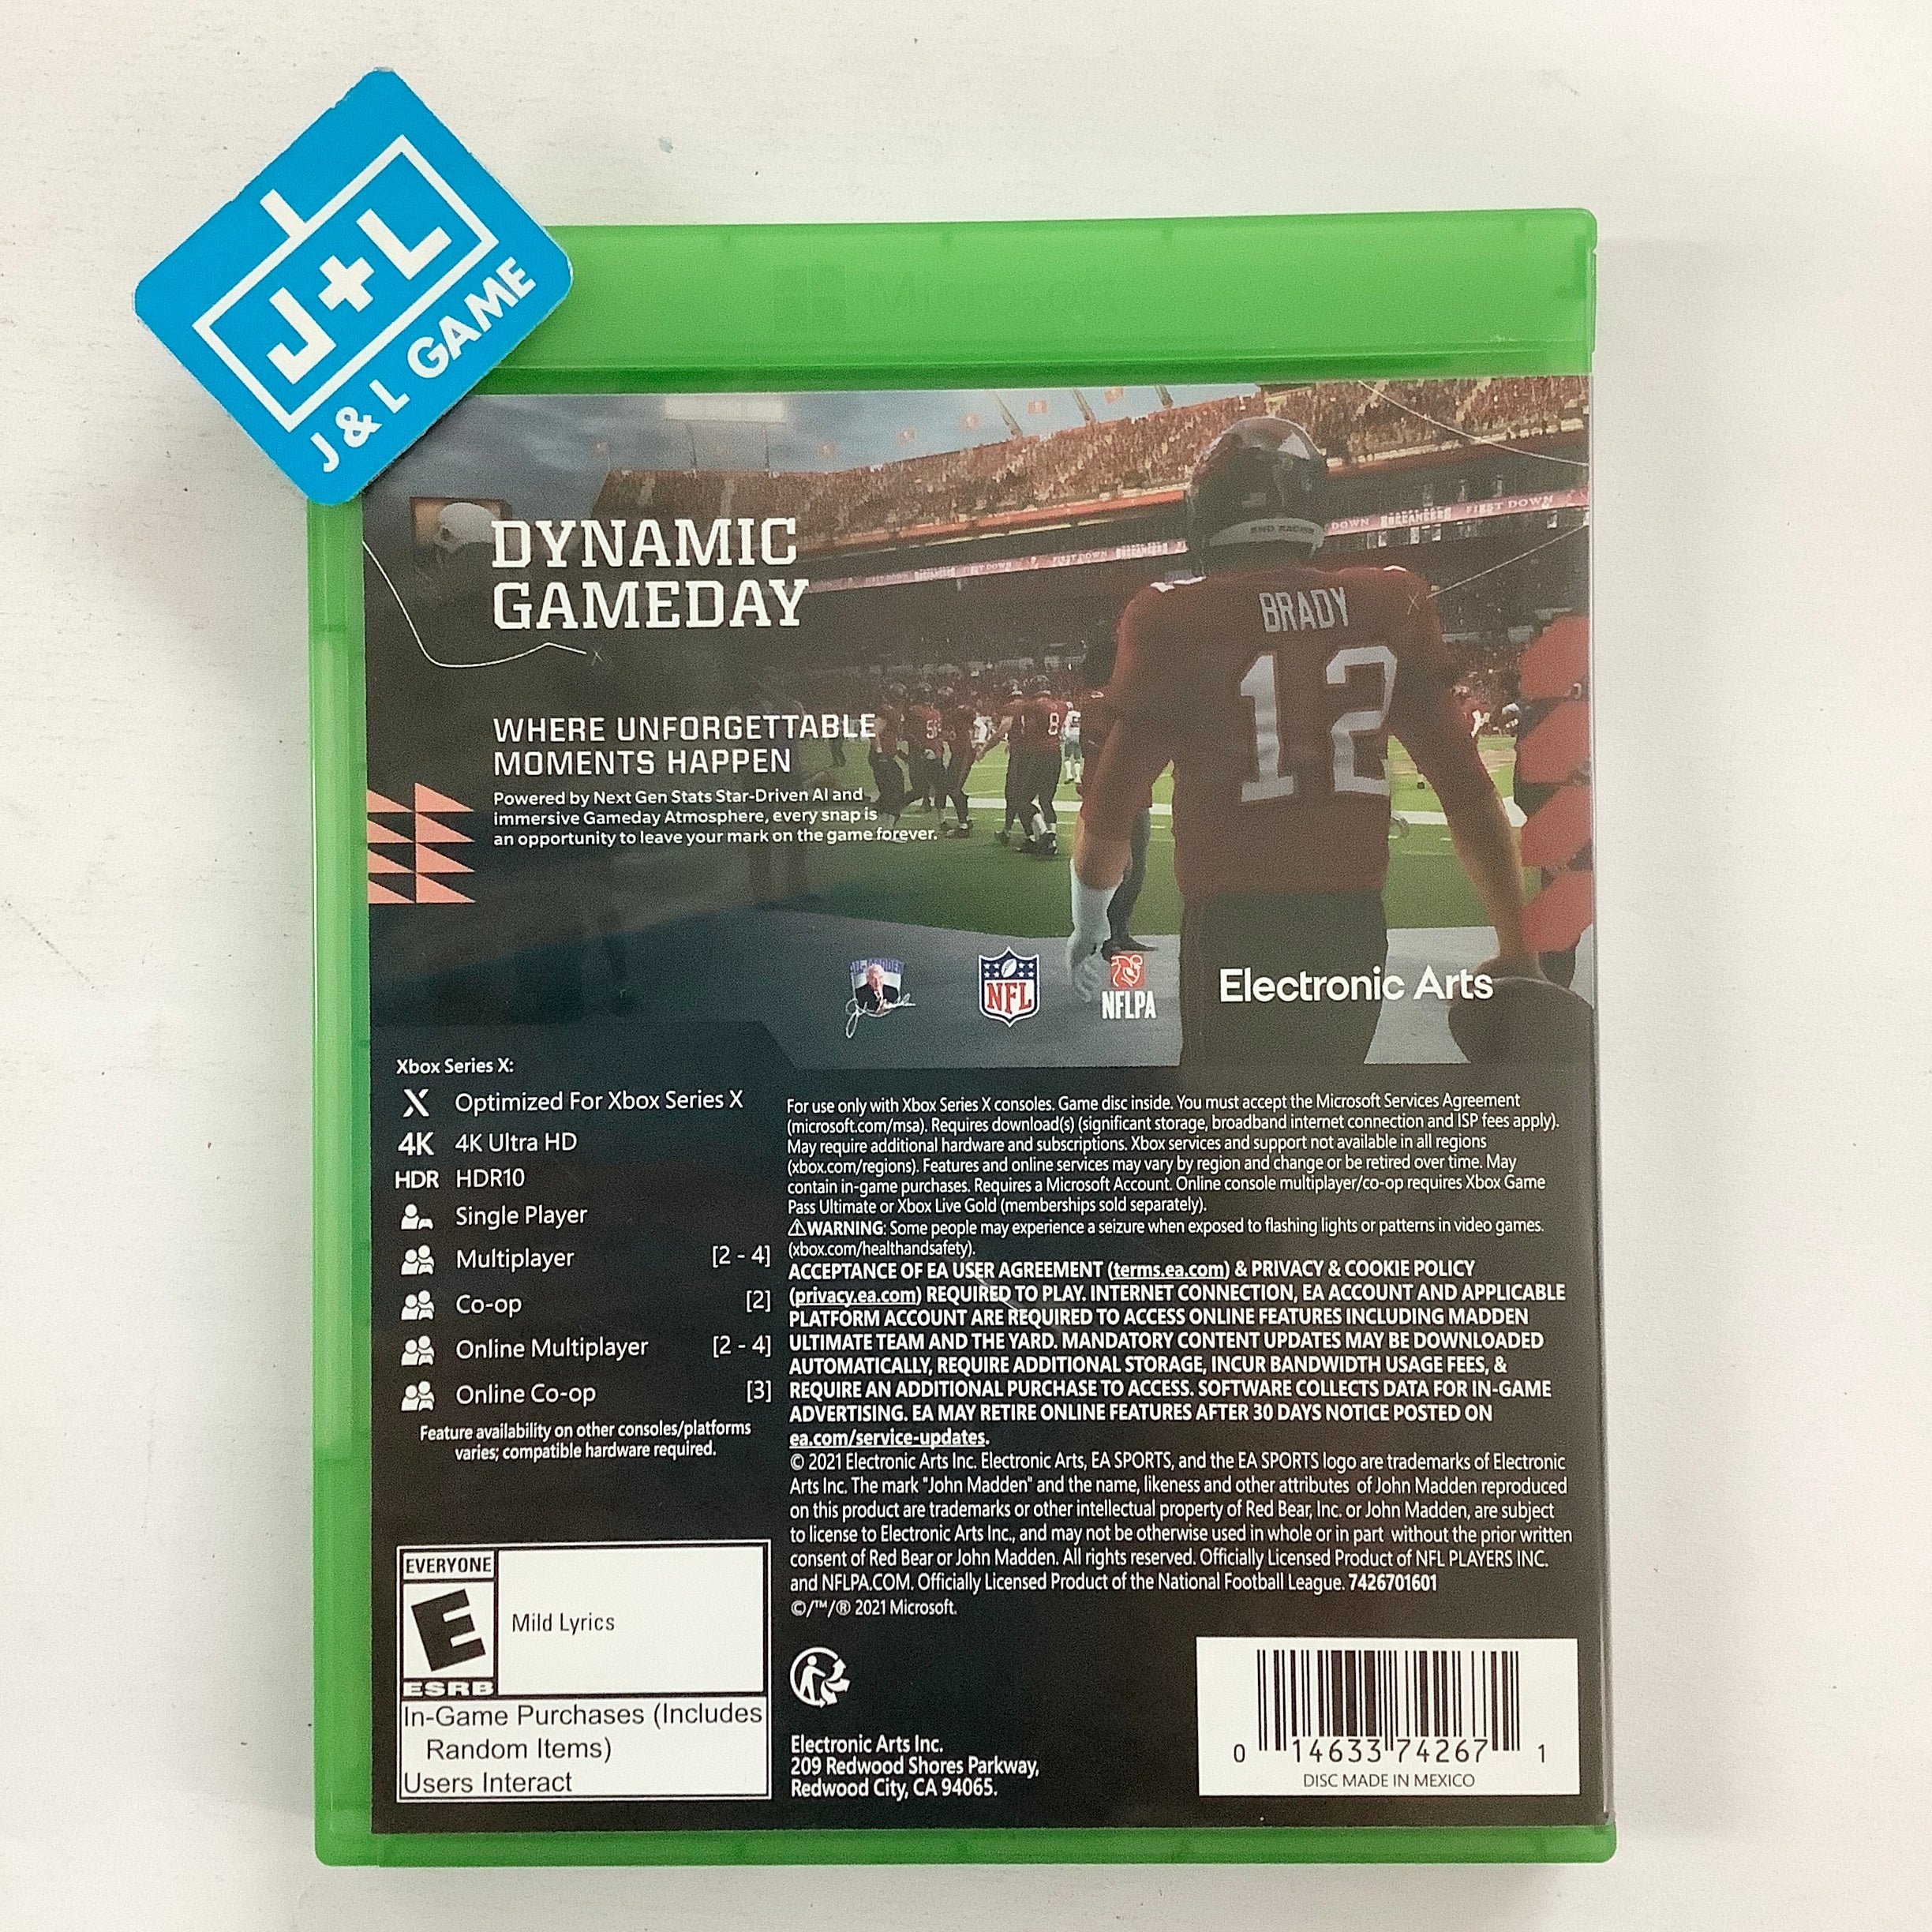 J+L
J & L GAME
Microsoft
DYNAMIC
GAMEDAY
END RACISM
DOWN BUCCANEERS FIRST DOWN
FIRST DOWN BUCCANEERS FIRST DOWN BUCCANEERS FIRST DOWN
BRADY
12
8
WHERE UNFORGETTABLE
MOMENTS HAPPEN
Powered by Next Gen Stats Star-Driven AI and
immersive Gameday Atmosphere, every snap is
an opportunity to leave your mark on the game forever.
ALL-MADDEN
NFL
NFLPA
Electronic Arts
Xbox Series X:
X Optimized For Xbox Series X
4K 4K Ultra HD
HDR HDR10
Single Player
Multiplayer [2 - 4]
Co-op [2]
Online Multiplayer [2 - 4]
Online Co-op [3]
Feature availability on other consoles/platforms
varies; compatible hardware required.
For use only with Xbox Series X consoles. Game disc inside. You must accept the Microsoft Services Agreement
(microsoft.com/msa). Requires download(s) (significant storage, broadband internet connection and ISP fees apply).
May require additional hardware and subscriptions. Xbox services and support not available in all regions
(xbox.com/regions). Features and online services may vary by region and change or be retired over time. May
contain in-game purchases. Requires a Microsoft Account. Online console multiplayer/co-op requires Xbox Game
Pass Ultimate or Xbox Live Gold (memberships sold separately).
⚠WARNING: Some people may experience a seizure when exposed to flashing lights or patterns in video games.
(xbox.com/healthandsafety).
ACCEPTANCE OF EA USER AGREEMENT (terms.ea.com) & PRIVACY & COOKIE POLICY
(privacy.ea.com) REQUIRED TO PLAY. INTERNET CONNECTION, EA ACCOUNT AND APPLICABLE
PLATFORM ACCOUNT ARE REQUIRED TO ACCESS ONLINE FEATURES INCLUDING MADDEN
ULTIMATE TEAM AND THE YARD. MANDATORY CONTENT UPDATES MAY BE DOWNLOADED
AUTOMATICALLY, REQUIRE ADDITIONAL STORAGE, INCUR BANDWIDTH USAGE FEES, &
REQUIRE AN ADDITIONAL PURCHASE TO ACCESS. SOFTWARE COLLECTS DATA FOR IN-GAME
ADVERTISING. EA MAY RETIRE ONLINE FEATURES AFTER 30 DAYS NOTICE POSTED ON
ea.com/service-updates.
© 2021 Electronic Arts Inc. Electronic Arts, EA SPORTS, and the EA SPORTS logo are trademarks of Electronic
Arts Inc. The mark "John Madden" and the name, likeness and other attributes of John Madden reproduced
on this product are trademarks or other intellectual property of Red Bear, Inc. or John Madden, are subject
to license to Electronic Arts Inc., and may not be otherwise used in whole or in part without the prior written
consent of Red Bear or John Madden. All rights reserved. Officially Licensed Product of NFL PLAYERS INC.
and NFLPA.COM. Officially Licensed Product of the National Football League. 7426701601
©/™/® 2021 Microsoft.
EVERYONE
E
ESRB
Mild Lyrics
In-Game Purchases (Includes
Random Items)
Users Interact
Electronic Arts Inc.
209 Redwood Shores Parkway,
Redwood City, CA 94065.
0 14633 74267 1
DISC MADE IN MEXICO